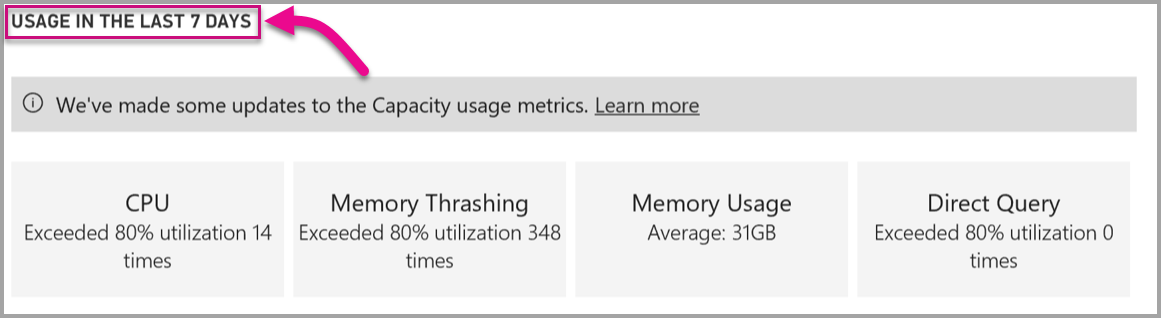 USAGE IN THE LAST 7 DAYS
We've made some updates to the Capacity usage metrics. Learn more
CPU
Exceeded 80% utilization 14
times
Memory Thrashing
Exceeded 80% utilization 348
times
Memory Usage
Average: 31GB
Direct Query
Exceeded 80% utilization 0
times